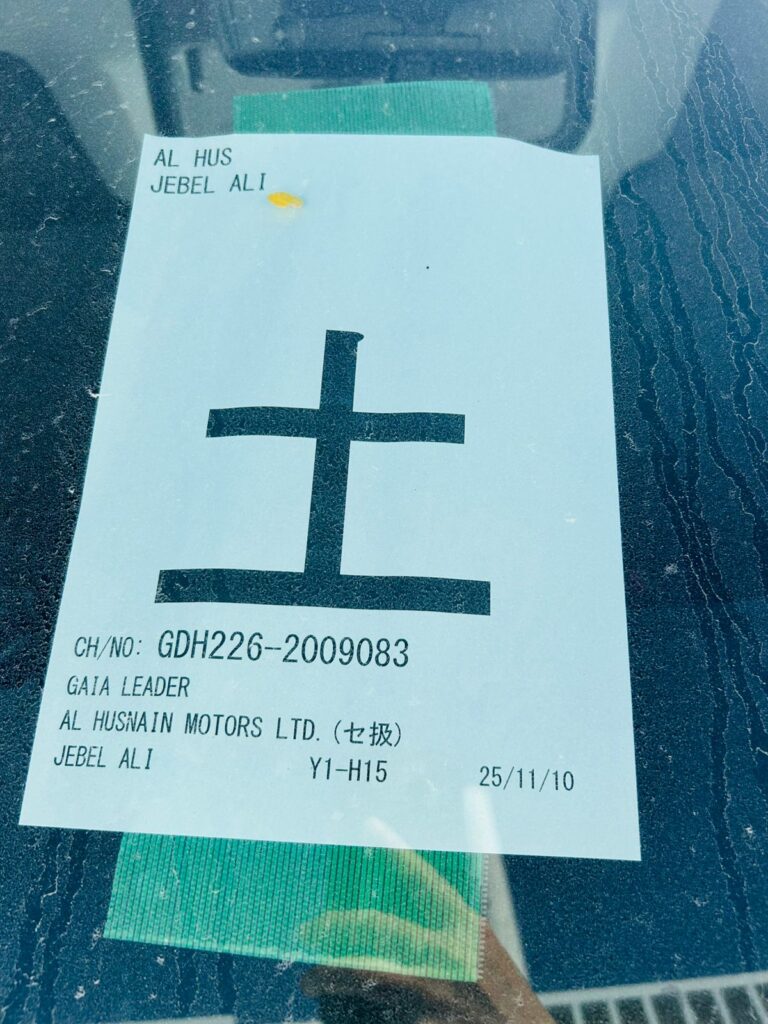 AL HUS
JEBEL ALI
土
CH/NO: GDH226-2009083
GAIA LEADER
AL HUSNAIN MOTORS LTD.(セ扱)
JEBEL ALI Y1-H15 25/11/10